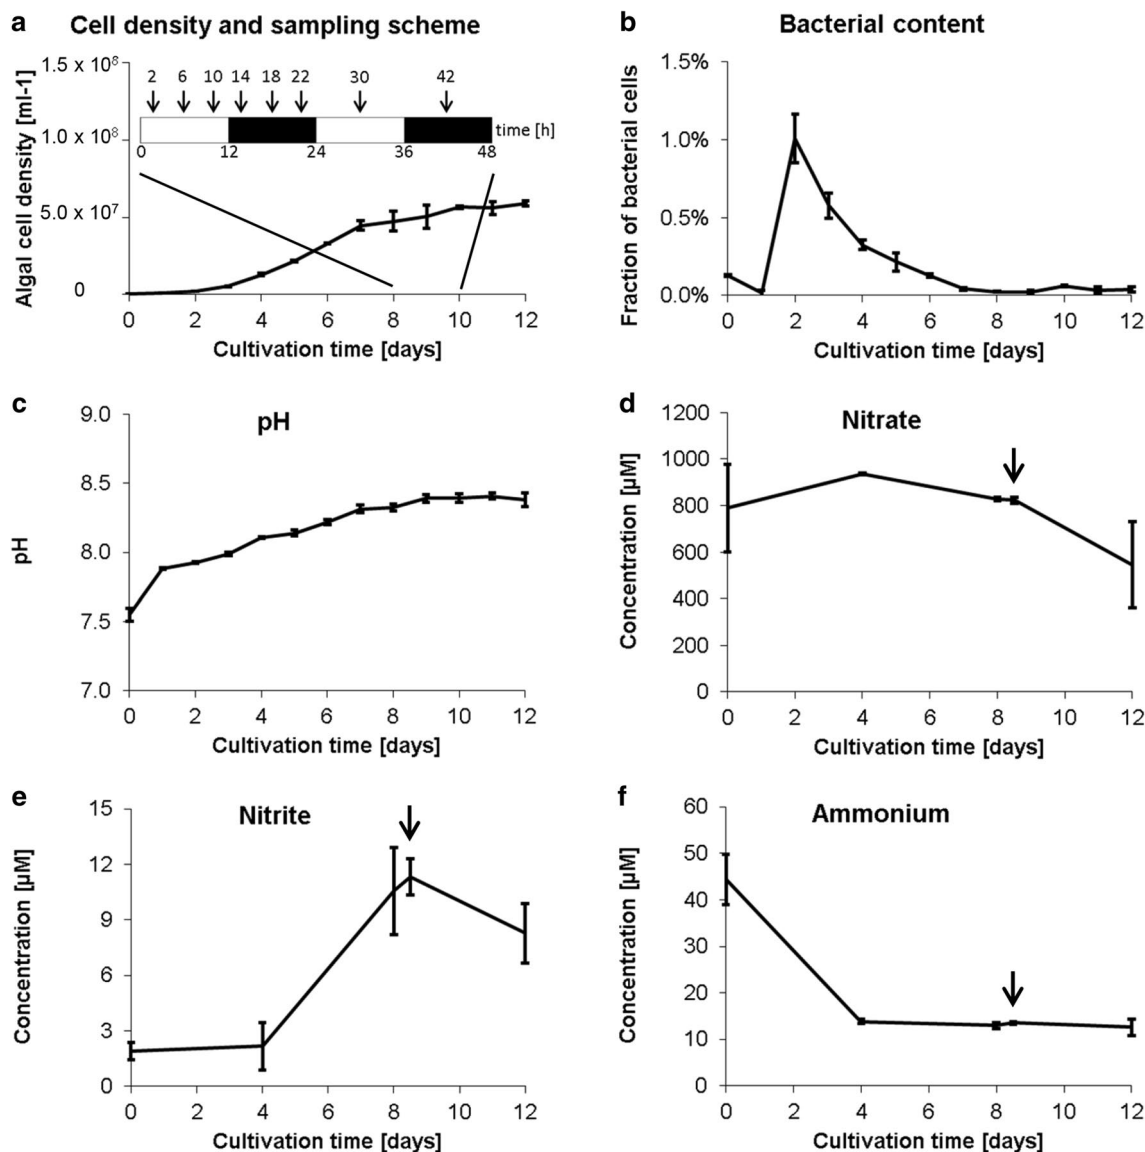 a Cell density and sampling scheme
Algal cell density [ml-1]
1.5 x 10⁸
1.0 x 10⁸
5.0 x 10⁷
0
2 6 10 14 18 22 30 42
time [h]
0 12 24 36 48
0 2 4 6 8 10 12
Cultivation time [days]
b Bacterial content
Fraction of bacterial cells
1.5%
1.0%
0.5%
0.0%
0 2 4 6 8 10 12
Cultivation time [days]
c pH
pH
9.0
8.5
8.0
7.5
7.0
0 2 4 6 8 10 12
Cultivation time [days]
d Nitrate
Concentration [µM]
1200
1000
800
600
400
200
0
0 2 4 6 8 10 12
Cultivation time [days]
e Nitrite
Concentration [µM]
15
12
9
6
3
0
0 2 4 6 8 10 12
Cultivation time [days]
f Ammonium
Concentration [µM]
60
50
40
30
20
10
0
0 2 4 6 8 10 12
Cultivation time [days]